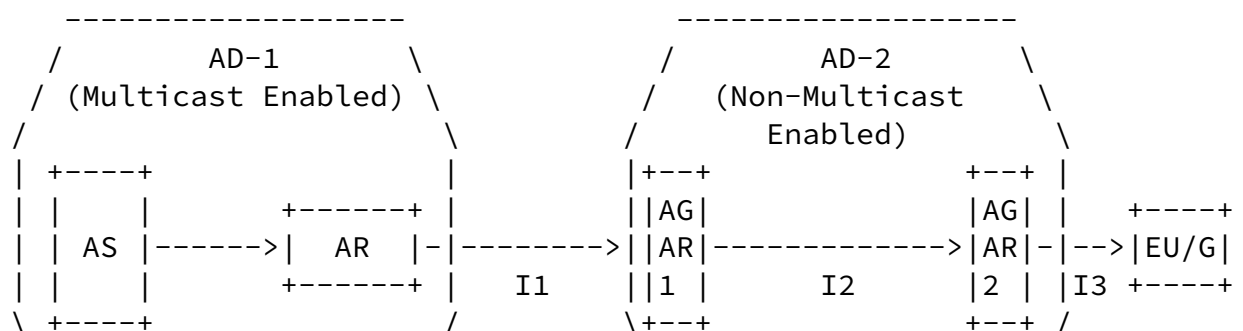 AD-1 AD-2
(Multicast Enabled) (Non-Multicast
Enabled)
AG AG
AS AR AR AR EU/G
I1 1 I2 2 I3